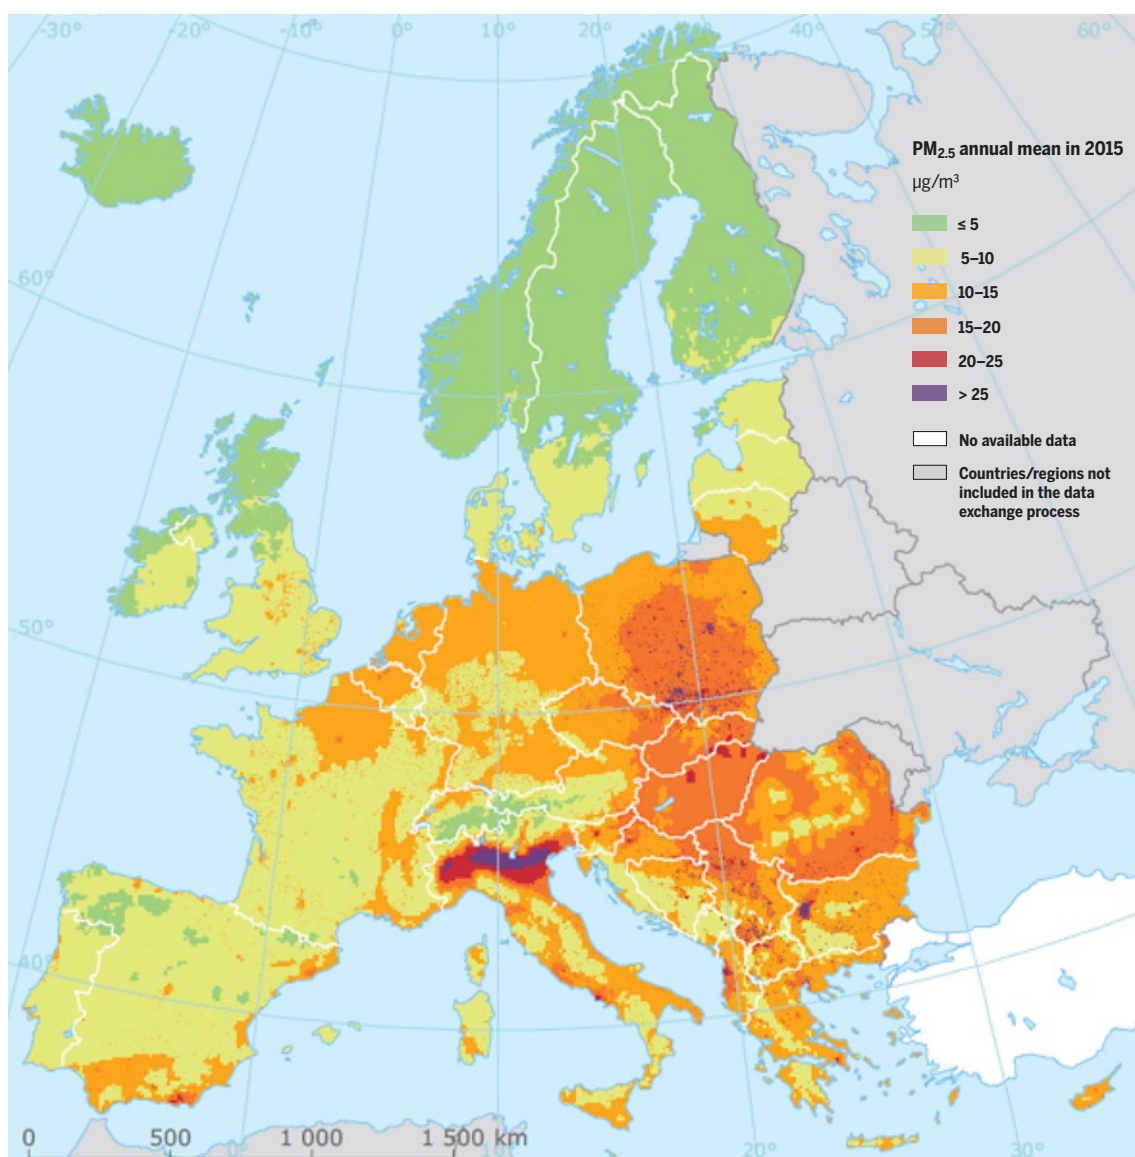 -30° -20° -10° 0° 10° 20° 30° 40° 50° 60°
PM2.5 annual mean in 2015
µg/m³
≤ 5
60°
5–10
10–15
15–20
20–25
> 25
No available data
Countries/regions not
included in the data
exchange process
50°
40°
0 500 1 000 1 500 km
0° 20° 30°